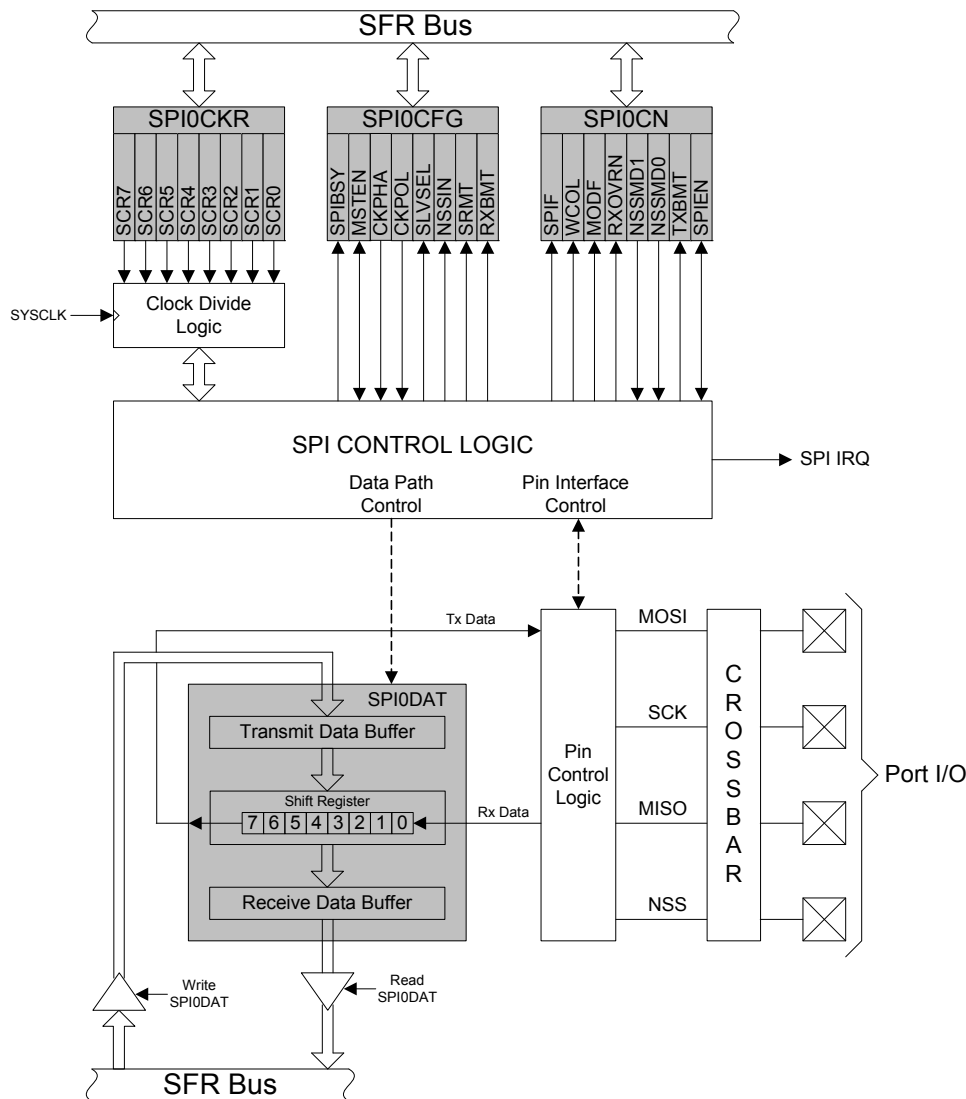 SFR Bus
SPI0CKR
SCR7
SCR6
SCR5
SCR4
SCR3
SCR2
SCR1
SCR0
SPI0CFG
SPIBSY
MSTEN
CKPHA
CKPOL
SLVSEL
NSSIN
SRMT
RXBMT
SPI0CN
SPIF
WCOL
MODF
RXOVRN
NSSMD1
NSSMD0
TXBMT
SPIEN
SYSCLK
Clock Divide
Logic
SPI CONTROL LOGIC
SPI IRQ
Data Path
Control
Pin Interface
Control
Tx Data
MOSI
SPI0DAT
Transmit Data Buffer
SCK
Pin
Control
Logic
CROSSBAR
Port I/O
Shift Register
7 6 5 4 3 2 1 0
Rx Data
MISO
Receive Data Buffer
NSS
Write
SPI0DAT
Read
SPI0DAT
SFR Bus